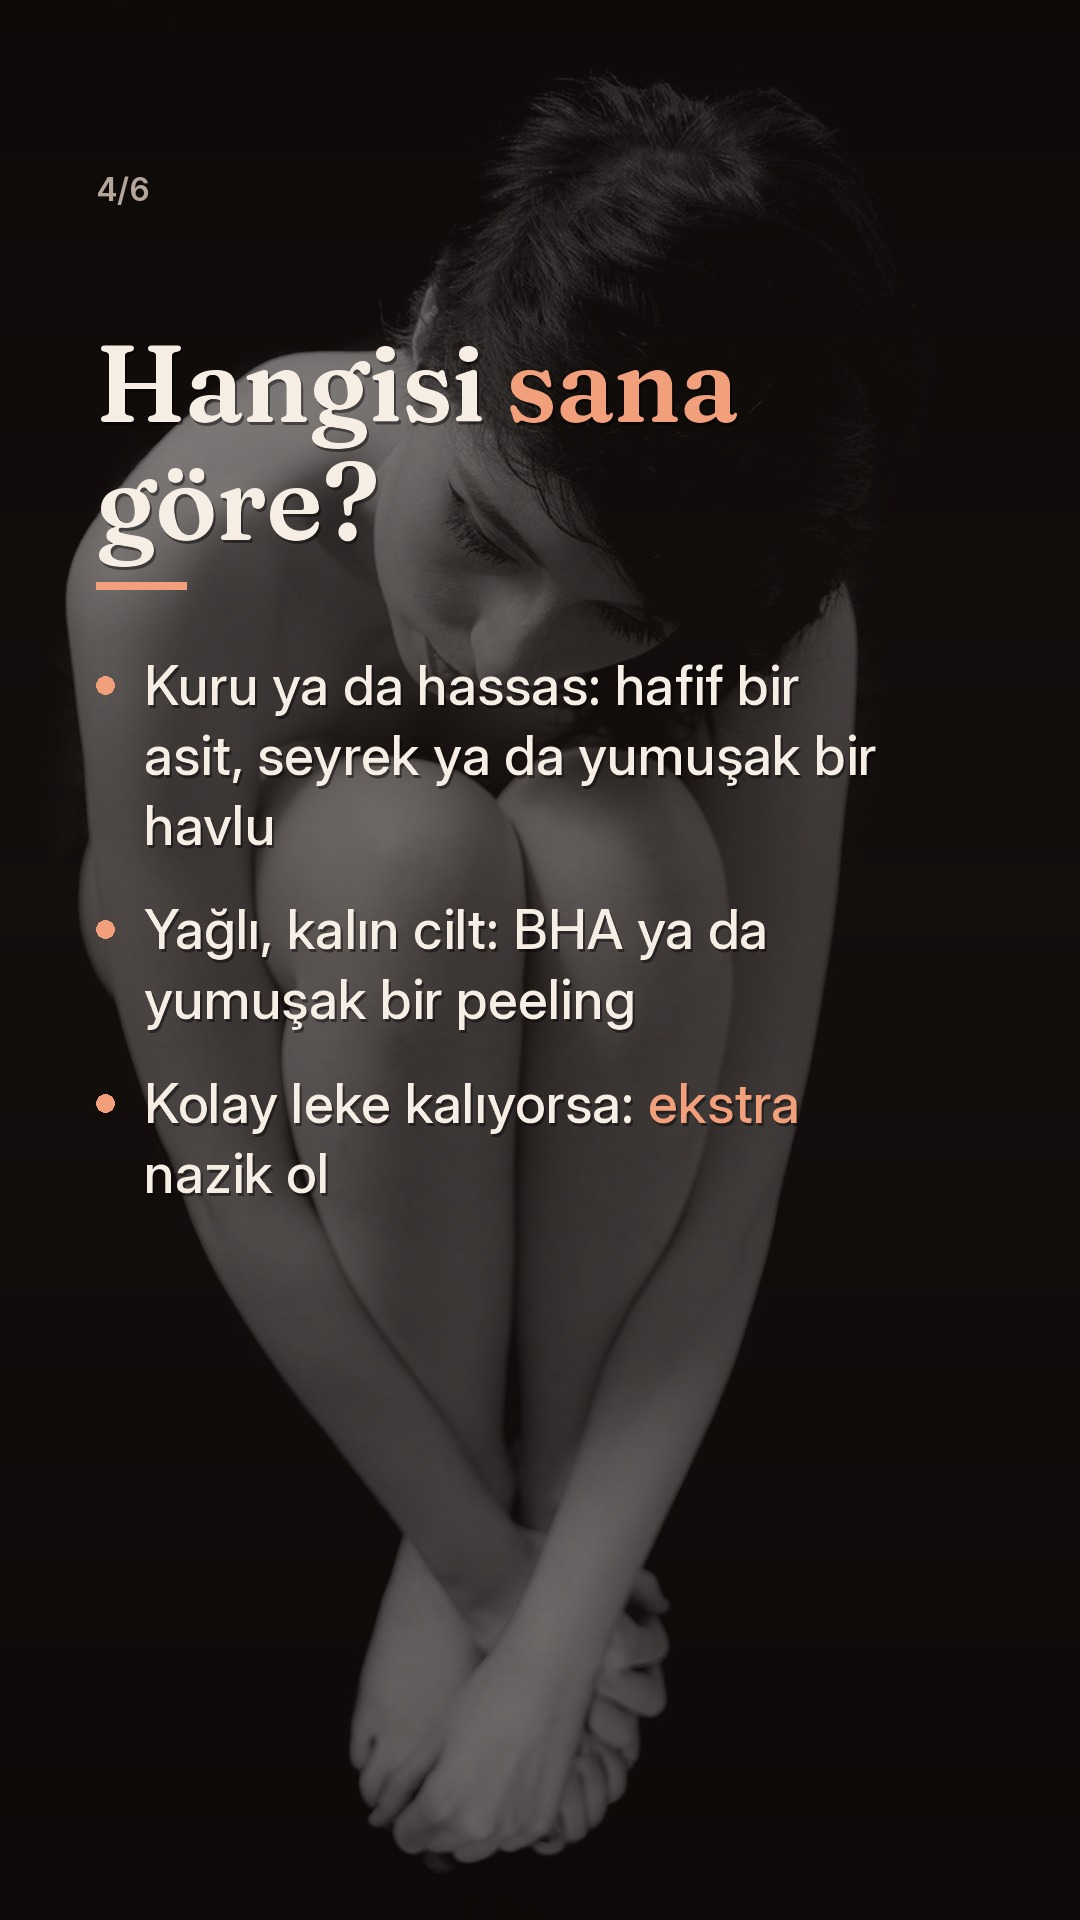 4/6
Hangisi sana
göre?
Kuru ya da hassas: hafif bir
asit, seyrek ya da yumuşak bir
havlu
Yağlı, kalın cilt: BHA ya da
yumuşak bir peeling
Kolay leke kalıyorsa: ekstra
nazik ol